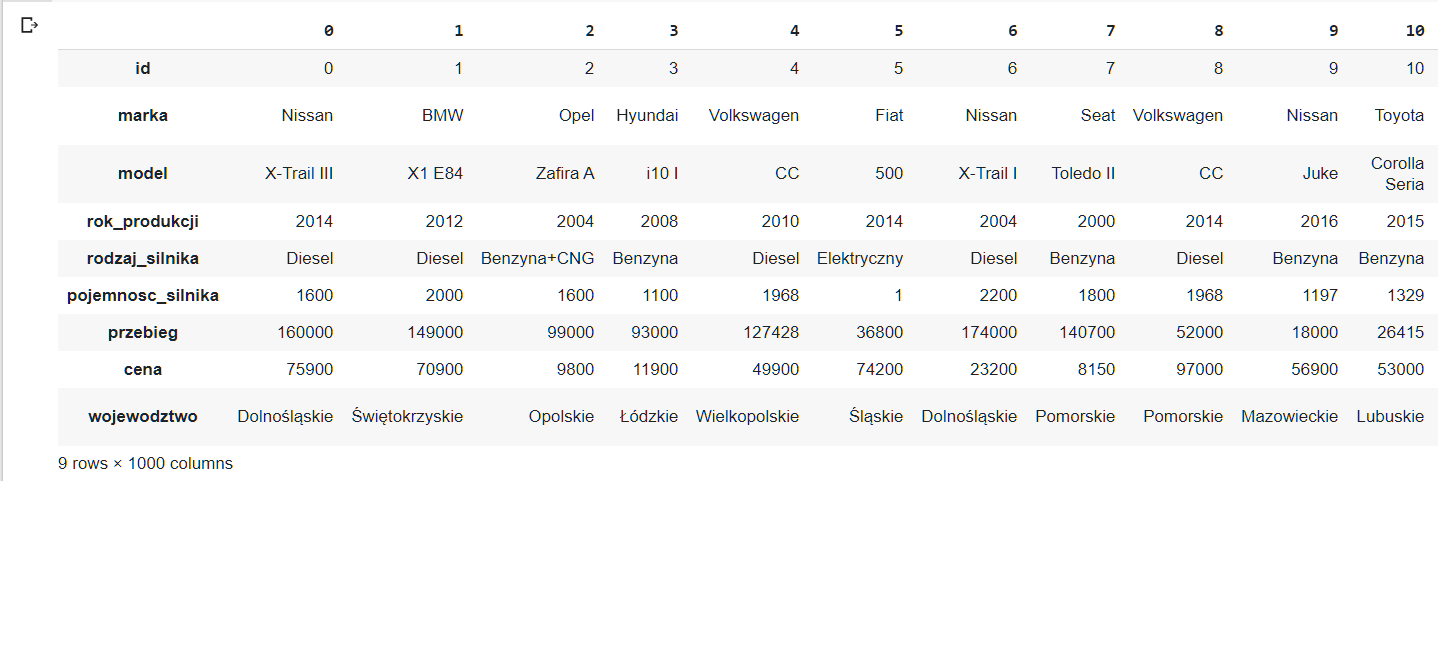 0 1 2 3 4 5 6 7 8 9 10
id 0 1 2 3 4 5 6 7 8 9 10
marka Nissan BMW Opel Hyundai Volkswagen Fiat Nissan Seat Volkswagen Nissan Toyota
model X-Trail III X1 E84 Zafira A i10 I CC 500 X-Trail I Toledo II CC Juke Corolla Seria
rok_produkcji 2014 2012 2004 2008 2010 2014 2004 2000 2014 2016 2015
rodzaj_silnika Diesel Diesel Benzyna+CNG Benzyna Diesel Elektryczny Diesel Benzyna Diesel Benzyna Benzyna
pojemnosc_silnika 1600 2000 1600 1100 1968 1 2200 1800 1968 1197 1329
przebieg 160000 149000 99000 93000 127428 36800 174000 140700 52000 18000 26415
cena 75900 70900 9800 11900 49900 74200 23200 8150 97000 56900 53000
wojewodztwo Dolnośląskie Świętokrzyskie Opolskie Łódzkie Wielkopolskie Śląskie Dolnośląskie Pomorskie Pomorskie Mazowieckie Lubuskie
9 rows × 1000 columns